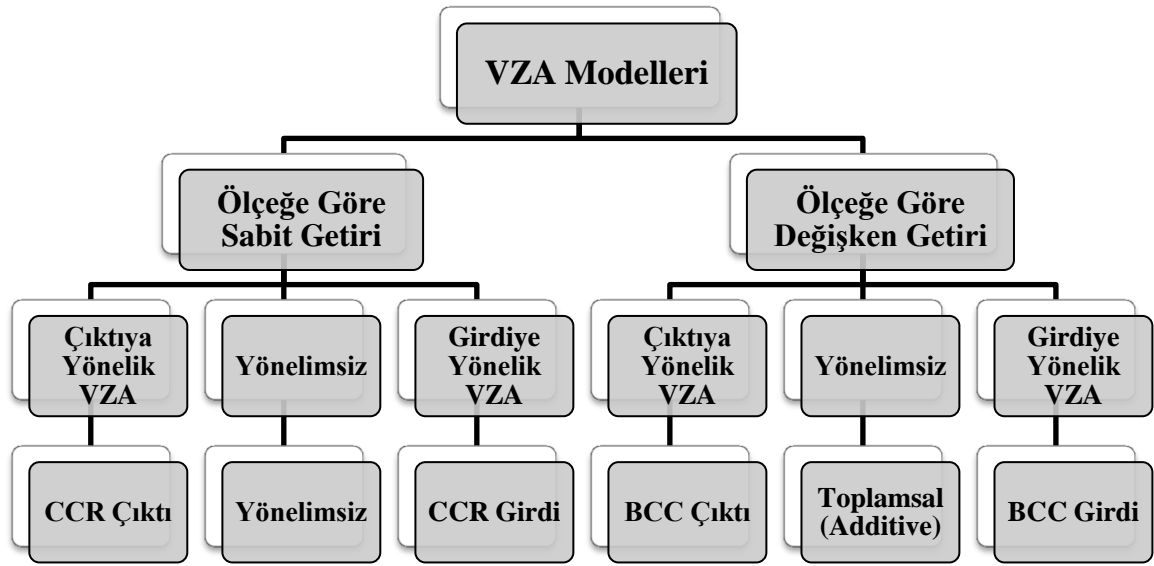 VZA Modelleri
Ölçeğe Göre
Sabit Getiri
Ölçeğe Göre
Değişken Getiri
Çıktıya
Yönelik
VZA
Yönelimsiz
Girdiye
Yönelik
VZA
Çıktıya
Yönelik
VZA
Yönelimsiz
Girdiye
Yönelik
VZA
CCR Çıktı
Yönelimsiz
CCR Girdi
BCC Çıktı
Toplamsal
(Additive)
BCC Girdi